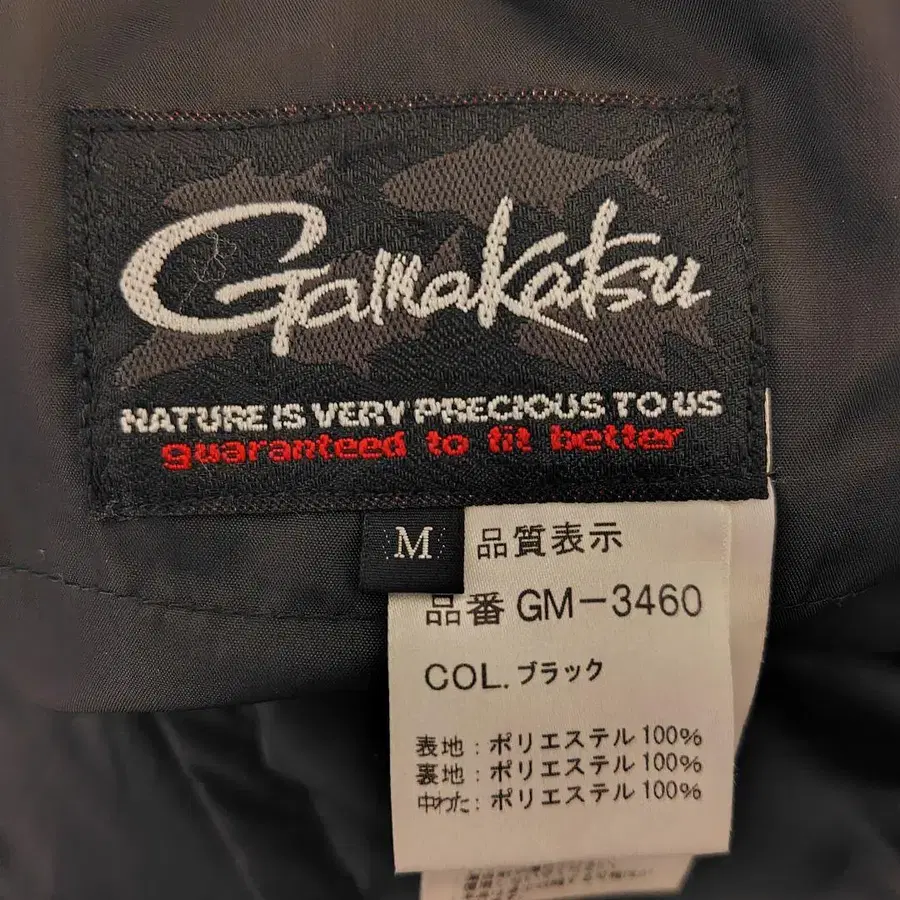 Gamakatsu
NATURE IS VERY PRECIOUS TO US
guaranteed to fit better
M
品質表示
品番 GM-3460
COL. ブラック
表地 : ポリエステル 100%
裏地 : ポリエステル 100%
中わた : ポリエステル 100%